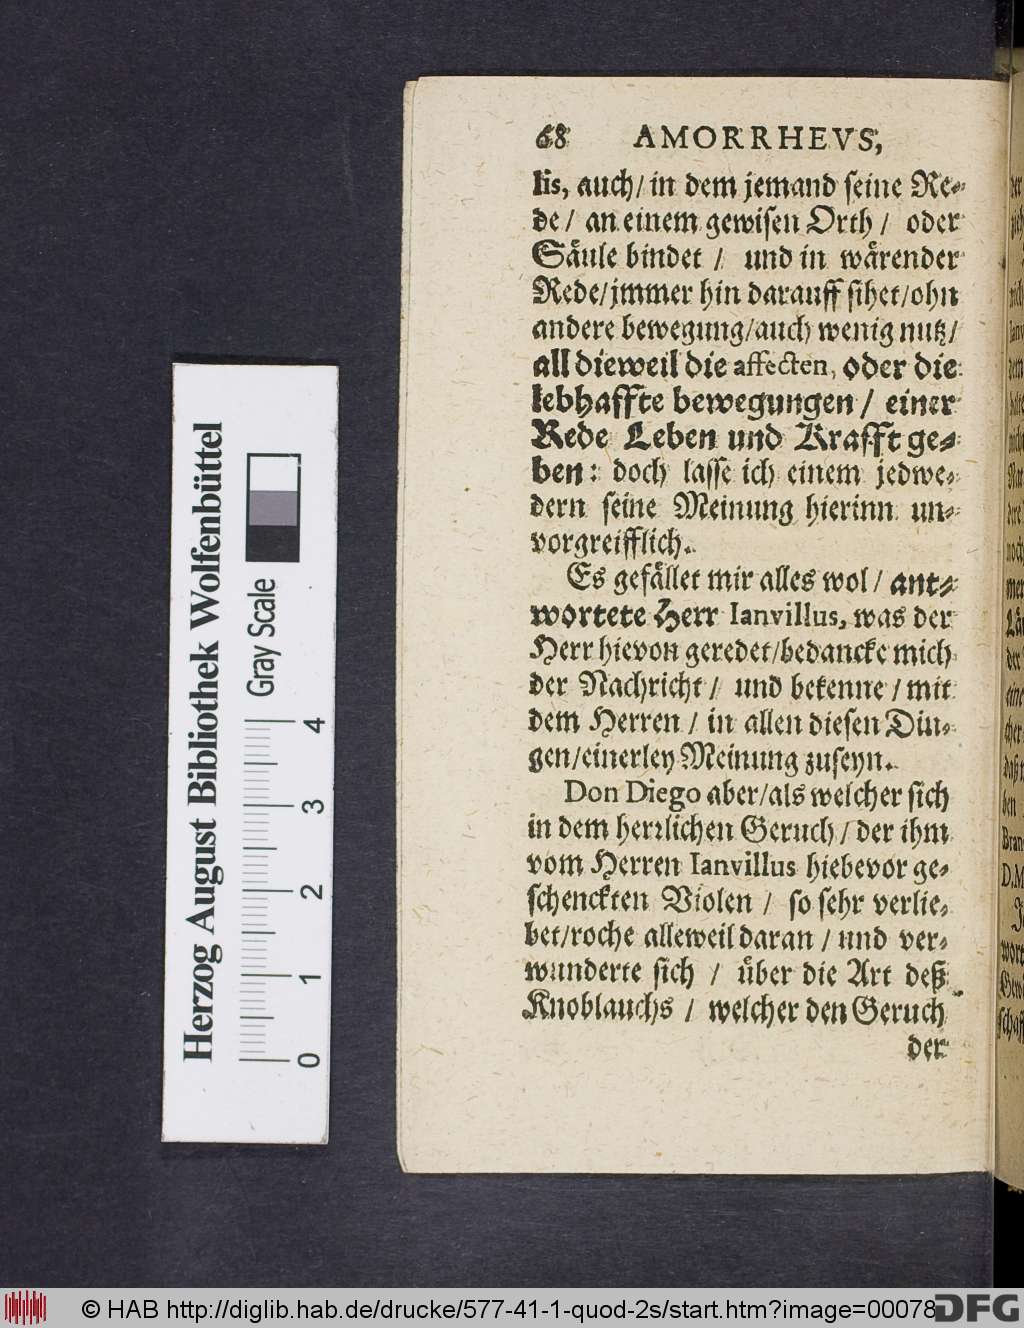 68 AMORRHEVS,
lis, auch/ in dem jemand seine Re-
de/ an einem gewisen Orth/ oder
Säule bindet/ und in wärender
Rede/jmmer hin darauff sihet/ohn
andere bewegung/auch wenig nutz/
all dieweil die affecten, oder die
lebhaffte bewegungen/ einer
Rede Leben und Krafft ge-
ben: doch lasse ich einem jedwe-
dern seine Meinung hierinn un-
vorgreifflich.
Es gefället mir alles wol/ ant-
wortete Herr Ianvillus, was der
Herr hievon geredet/bedancke mich
der Nachricht/ und bekenne/ mit
dem Herren/ in allen diesen Din-
gen/einerley Meinung zuseyn.
Don Diego aber/als welcher sich
in dem herrlichen Geruch/ der ihm
vom Herren Ianvillus hiebevor ge-
schenckten Violen/ so sehr verlie-
bet/roche alleweil daran/ und ver-
wunderte sich/ über die Art deß
Knoblauchs/ welcher den Geruch
der
Herzog August Bibliothek Wolfenbüttel
Gray Scale
0 1 2 3 4
© HAB http://diglib.hab.de/drucke/577-41-1-quod-2s/start.htm?image=00078
DFG